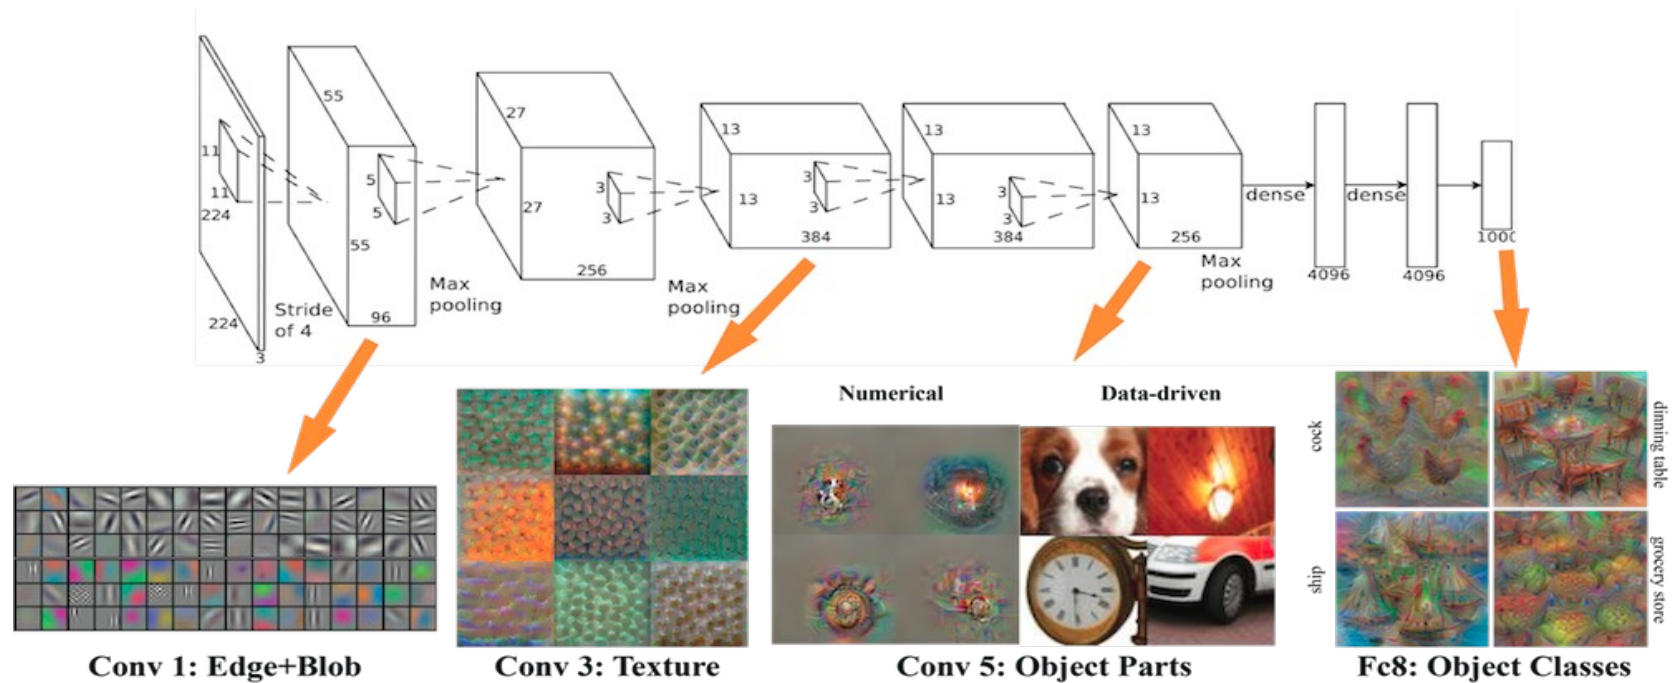 11
11
224
224
3
Stride
of 4
55
55
96
5
5
Max
pooling
27
27
256
3
3
Max
pooling
13
13
384
3
3
13
13
384
3
3
13
13
256
Max
pooling
dense
4096
dense
4096
1000
Conv 1: Edge+Blob
Conv 3: Texture
Numerical
Data-driven
Conv 5: Object Parts
cock
dinning table
ship
grocery store
Fc8: Object Classes